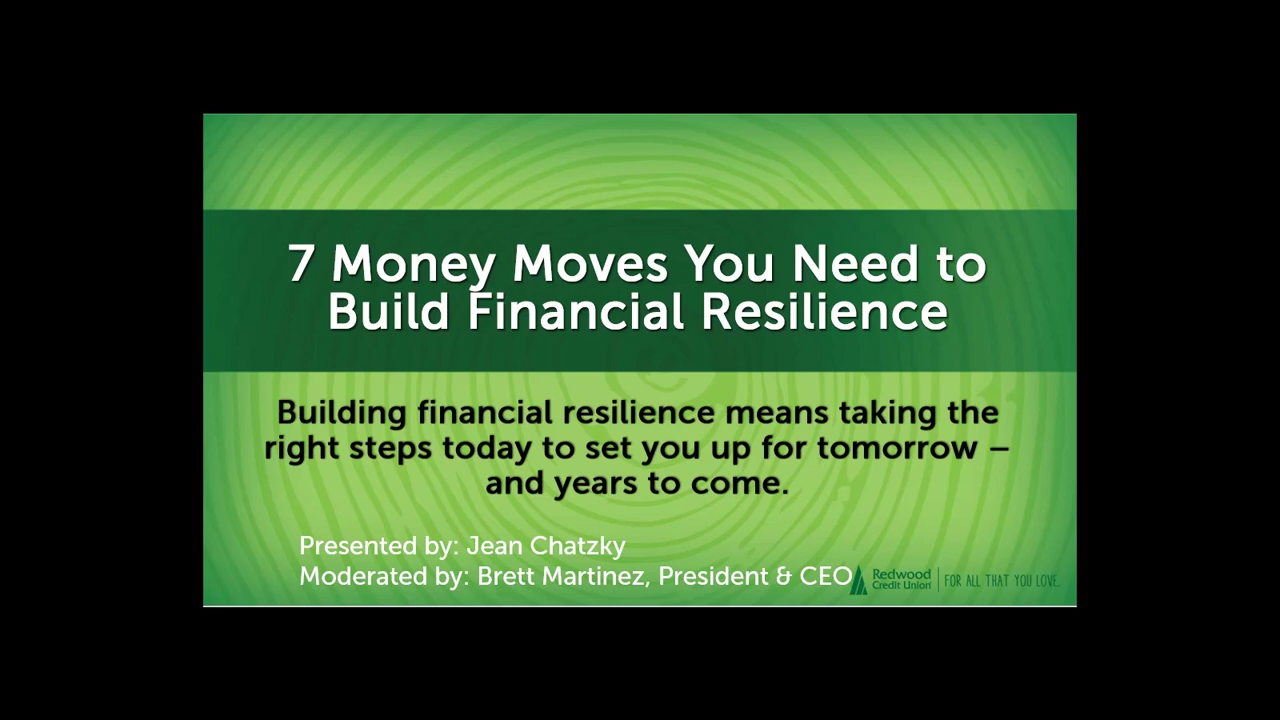 7 Money Moves You Need to
Build Financial Resilience
Building financial resilience means taking the
right steps today to set you up for tomorrow –
and years to come.
Presented by: Jean Chatzky
Moderated by: Brett Martinez, President & CEO
Redwood
Credit Union
FOR ALL THAT YOU LOVE.